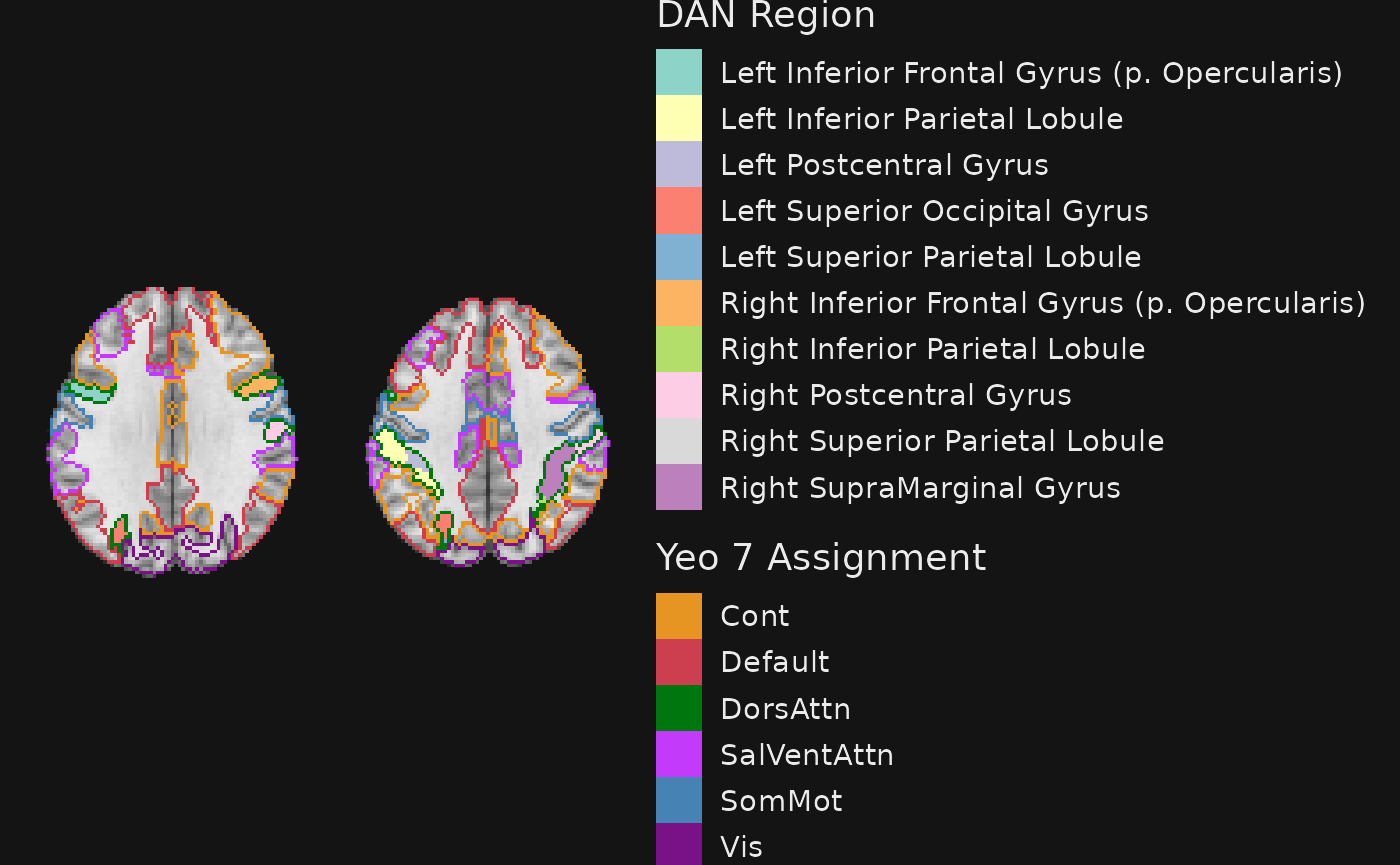 DAN Region
Left Inferior Frontal Gyrus (p. Opercularis)
Left Inferior Parietal Lobule
Left Postcentral Gyrus
Left Superior Occipital Gyrus
Left Superior Parietal Lobule
Right Inferior Frontal Gyrus (p. Opercularis)
Right Inferior Parietal Lobule
Right Postcentral Gyrus
Right Superior Parietal Lobule
Right SupraMarginal Gyrus
Yeo 7 Assignment
Cont
Default
DorsAttn
SalVentAttn
SomMot
Vis